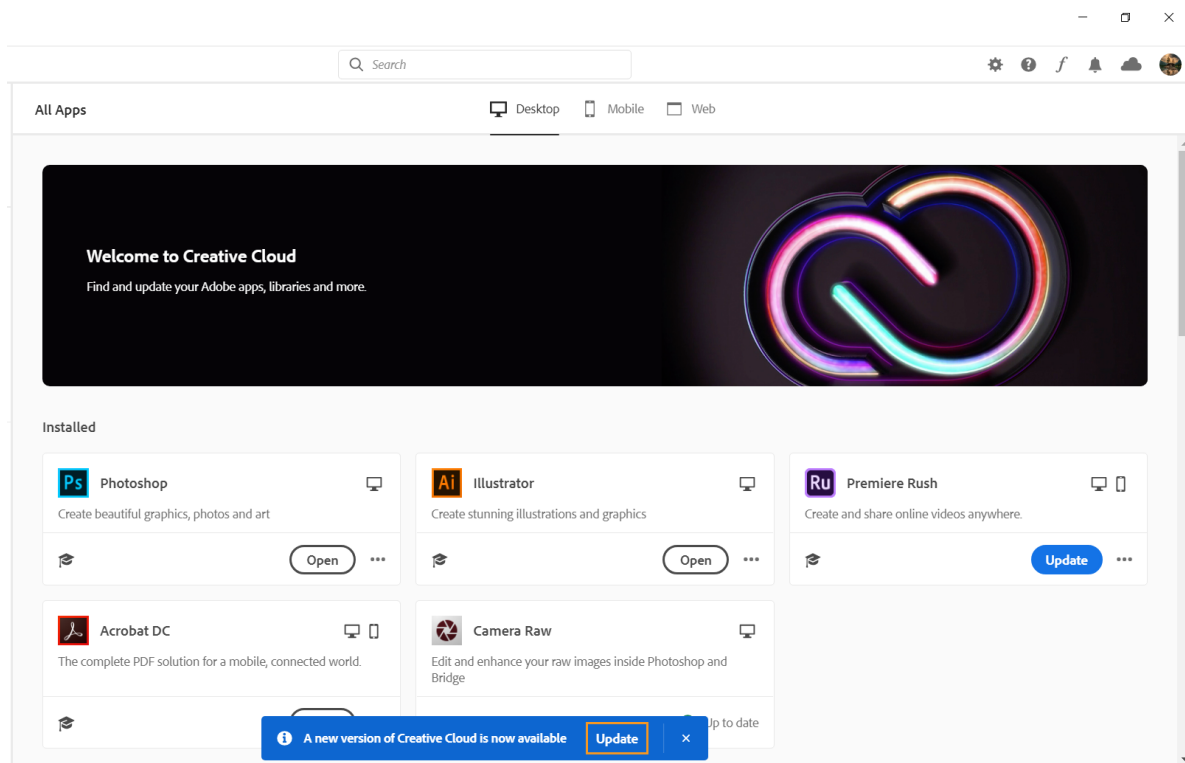 Search
All Apps
Desktop
Mobile
Web
Welcome to Creative Cloud
Find and update your Adobe apps, libraries and more.
Installed
Ps Photoshop
Create beautiful graphics, photos and art
Open
Ai Illustrator
Create stunning illustrations and graphics
Open
Ru Premiere Rush
Create and share online videos anywhere.
Update
Acrobat DC
The complete PDF solution for a mobile, connected world.
Camera Raw
Edit and enhance your raw images inside Photoshop and
Bridge
Up to date
A new version of Creative Cloud is now available Update